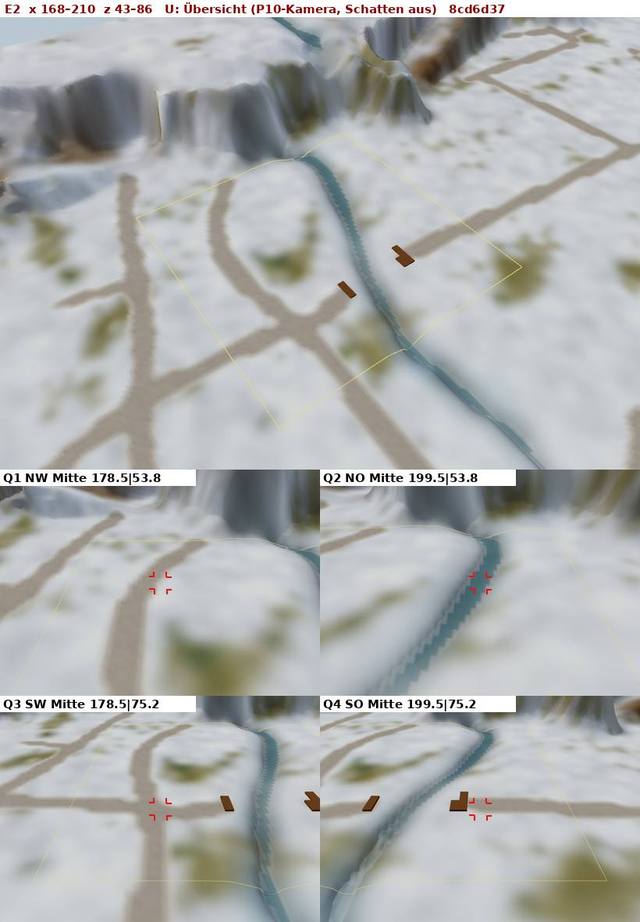 E2 x 168–210 z 43–86 U: Übersicht (P10-Kamera, Schatten aus) 8cd6d37
Q1 NW Mitte 178.5|53.8
Q2 NO Mitte 199.5|53.8
Q3 SW Mitte 178.5|75.2
Q4 SO Mitte 199.5|75.2